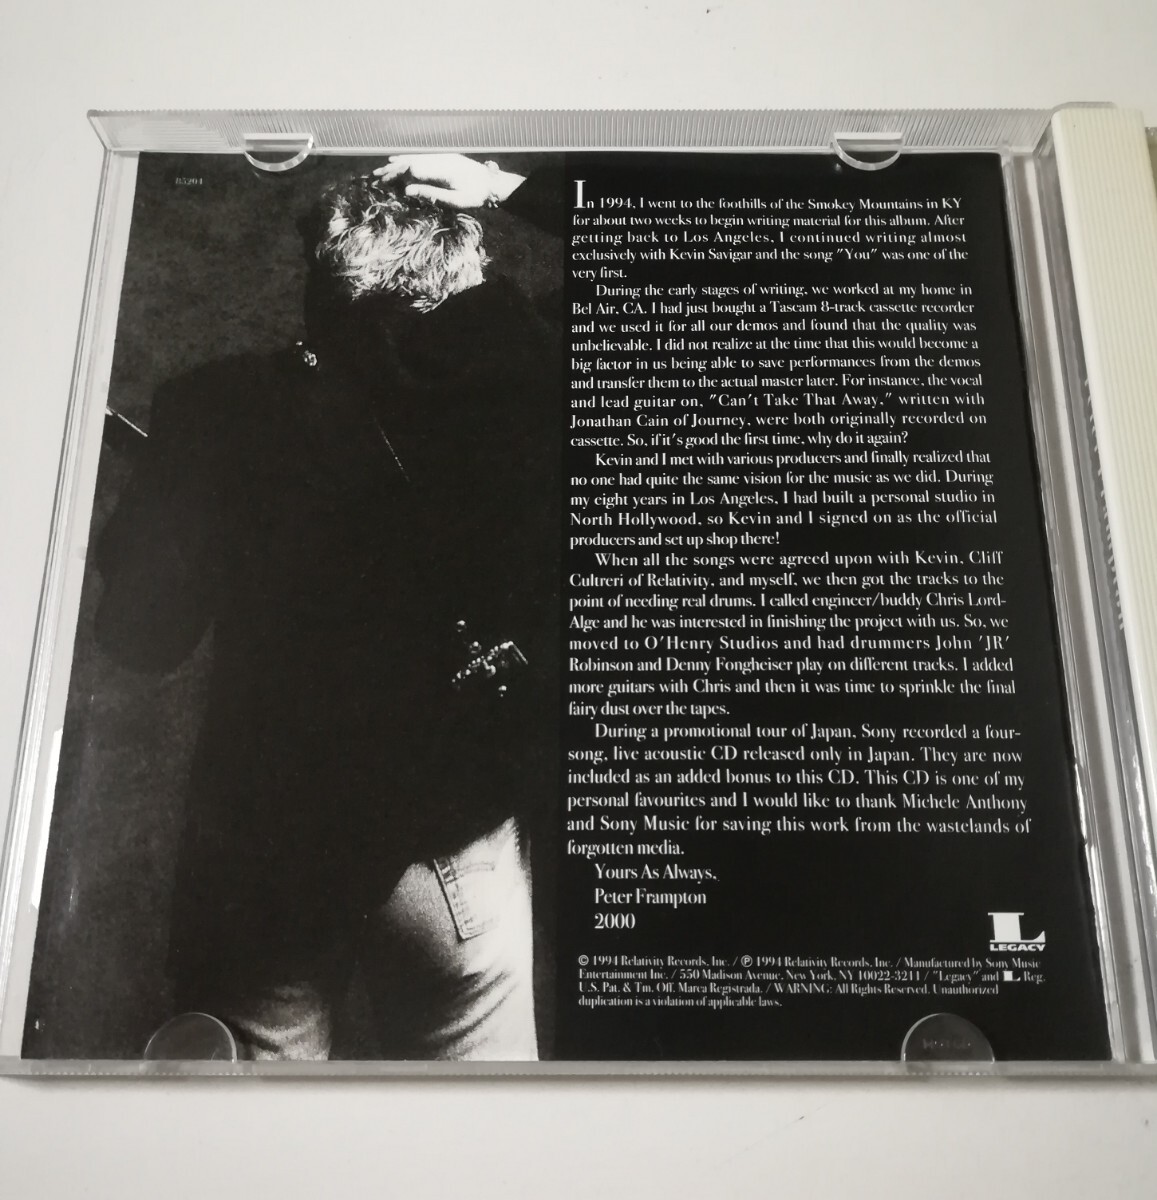 85204
In 1994, I went to the foothills of the Smokey Mountains in KY
for about two weeks to begin writing material for this album. After
getting back to Los Angeles, I continued writing almost
exclusively with Kevin Savigar and the song "You" was one of the
very first.
During the early stages of writing, we worked at my home in
Bel Air, CA. I had just bought a Tascam 8-track cassette recorder
and we used it for all our demos and found that the quality was
unbelievable. I did not realize at the time that this would become a
big factor in us being able to save performances from the demos
and transfer them to the actual master later. For instance, the vocal
and lead guitar on, "Can't Take That Away," written with
Jonathan Cain of Journey, were both originally recorded on
cassette. So, if it's good the first time, why do it again?
Kevin and I met with various producers and finally realized that
no one had quite the same vision for the music as we did. During
my eight years in Los Angeles, I had built a personal studio in
North Hollywood, so Kevin and I signed on as the official
producers and set up shop there!
When all the songs were agreed upon with Kevin, Cliff
Cultreri of Relativity, and myself, we then got the tracks to the
point of needing real drums. I called engineer/buddy Chris Lord-
Alge and he was interested in finishing the project with us. So, we
moved to O'Henry Studios and had drummers John 'JR'
Robinson and Denny Fongheiser play on different tracks. I added
more guitars with Chris and then it was time to sprinkle the final
fairy dust over the tapes.
During a promotional tour of Japan, Sony recorded a four-
song, live acoustic CD released only in Japan. They are now
included as an added bonus to this CD. This CD is one of my
personal favourites and I would like to thank Michele Anthony
and Sony Music for saving this work from the wastelands of
forgotten media.
Yours As Always,
Peter Frampton
2000
L
LEGACY
© 1994 Relativity Records, Inc. / ℗ 1994 Relativity Records, Inc. / Manufactured by Sony Music
Entertainment Inc. / 550 Madison Avenue, New York, NY 10022-3211 / "Legacy" and L Reg.
U.S. Pat. & Tm. Off. Marca Registrada. / WARNING: All Rights Reserved. Unauthorized
duplication is a violation of applicable laws.